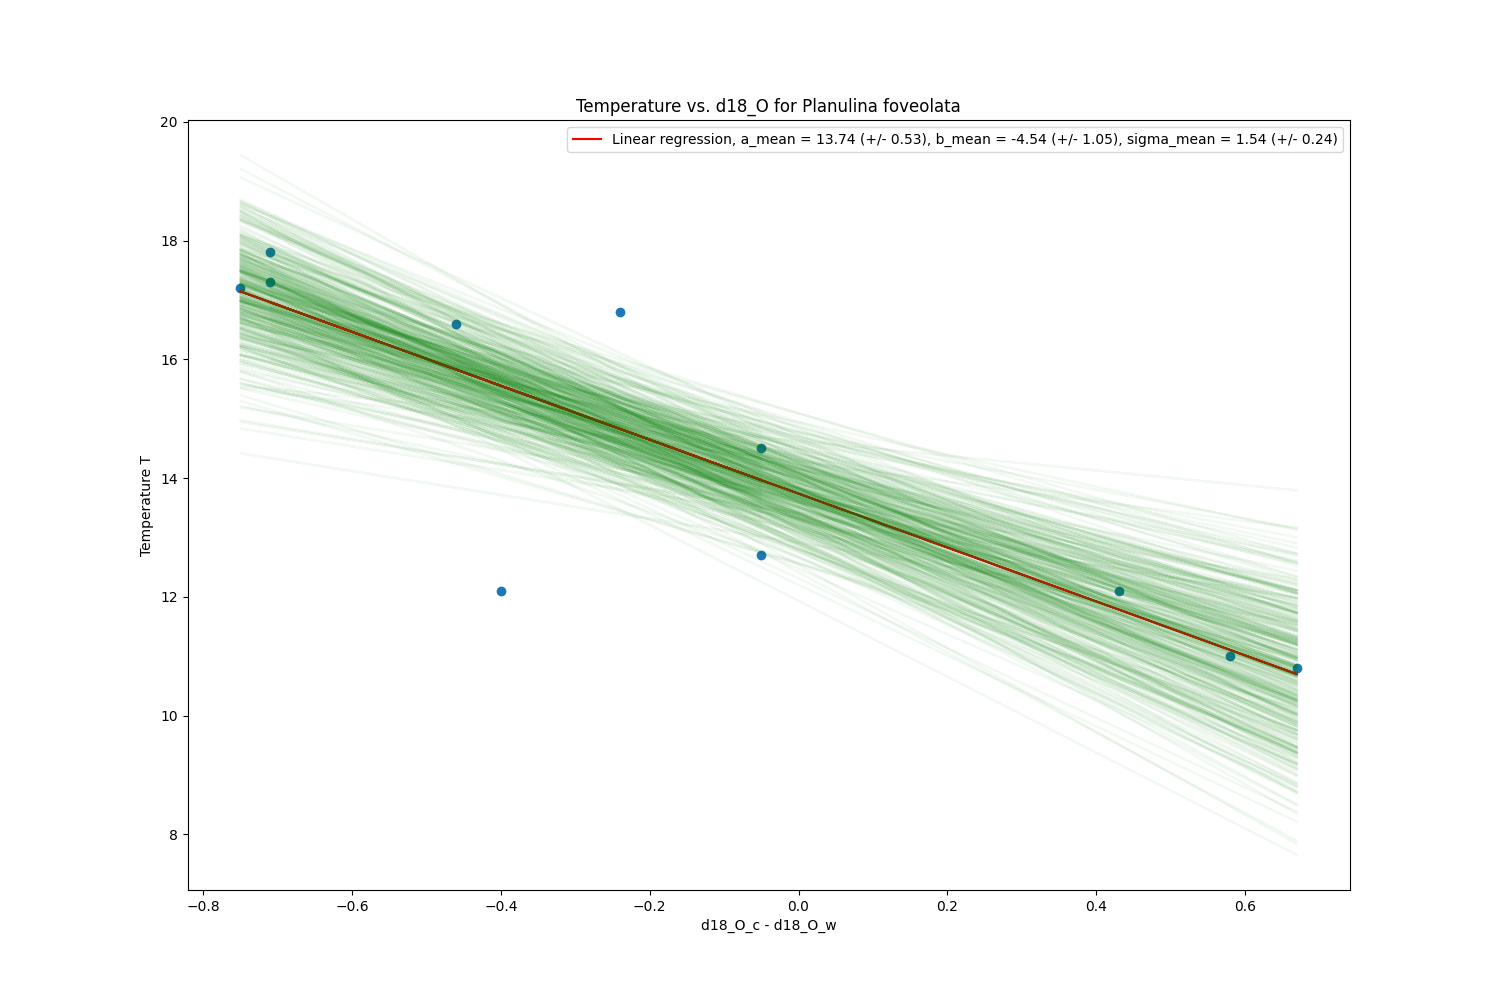 Temperature vs. d18_O for Planulina foveolata
Linear regression, a_mean = 13.74 (+/- 0.53), b_mean = -4.54 (+/- 1.05), sigma_mean = 1.54 (+/- 0.24)
Temperature T
20
18
16
14
12
10
8
−0.8 −0.6 −0.4 −0.2 0.0 0.2 0.4 0.6
d18_O_c - d18_O_w